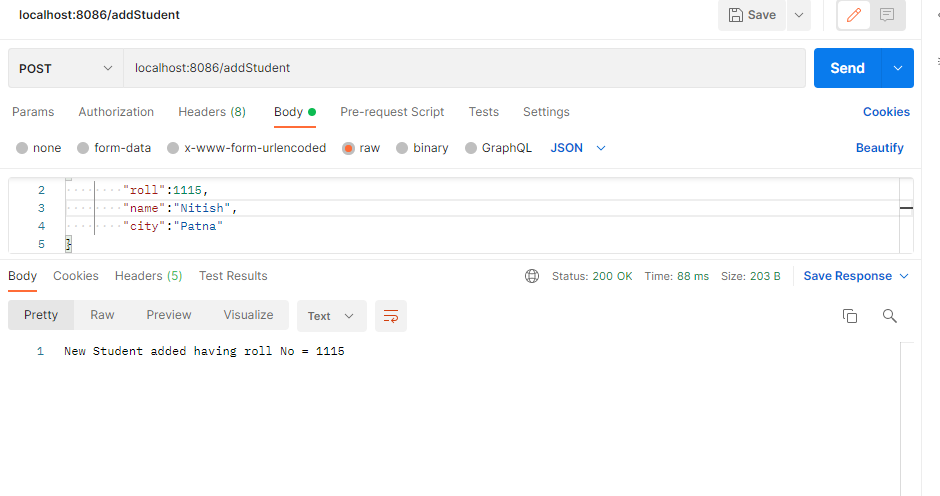 localhost:8086/addStudent
Save
POST localhost:8086/addStudent Send
Params Authorization Headers (8) Body Pre-request Script Tests Settings Cookies
none form-data x-www-form-urlencoded raw binary GraphQL JSON Beautify
2 "roll":1115,
3 "name":"Nitish",
4 "city":"Patna"
5 }
Body Cookies Headers (5) Test Results Status: 200 OK Time: 88 ms Size: 203 B Save Response
Pretty Raw Preview Visualize Text
1 New Student added having roll No = 1115